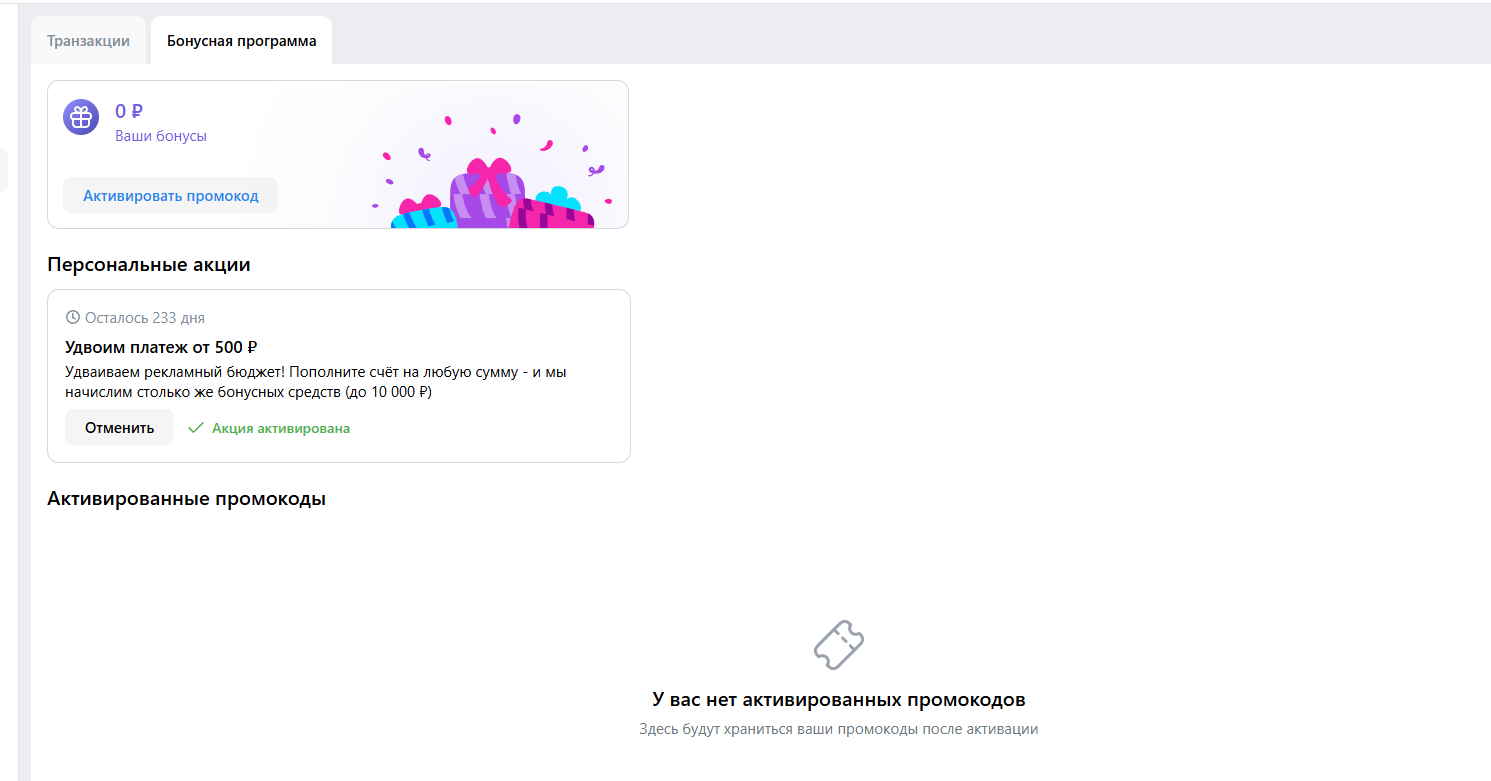 Транзакции
Бонусная программа
0 ₽
Ваши бонусы
Активировать промокод
Персональные акции
Осталось 233 дня
Удвоим платеж от 500 ₽
Удваиваем рекламный бюджет! Пополните счёт на любую сумму - и мы
начислим столько же бонусных средств (до 10 000 ₽)
Отменить
Акция активирована
Активированные промокоды
У вас нет активированных промокодов
Здесь будут храниться ваши промокоды после активации